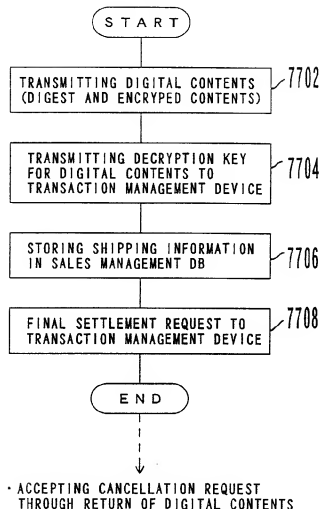 START
TRANSMITTING DIGITAL CONTENTS
(DIGEST AND ENCRYPED CONTENTS)
7702
TRANSMITTING DECRYPTION KEY
FOR DIGITAL CONTENTS TO
TRANSACTION MANAGEMENT DEVICE
7704
STORING SHIPPING INFORMATION
IN SALES MANAGEMENT DB
7706
FINAL SETTLEMENT REQUEST TO
TRANSACTION MANAGEMENT DEVICE
7708
END
· ACCEPTING CANCELLATION REQUEST
THROUGH RETURN OF DIGITAL CONTENTS